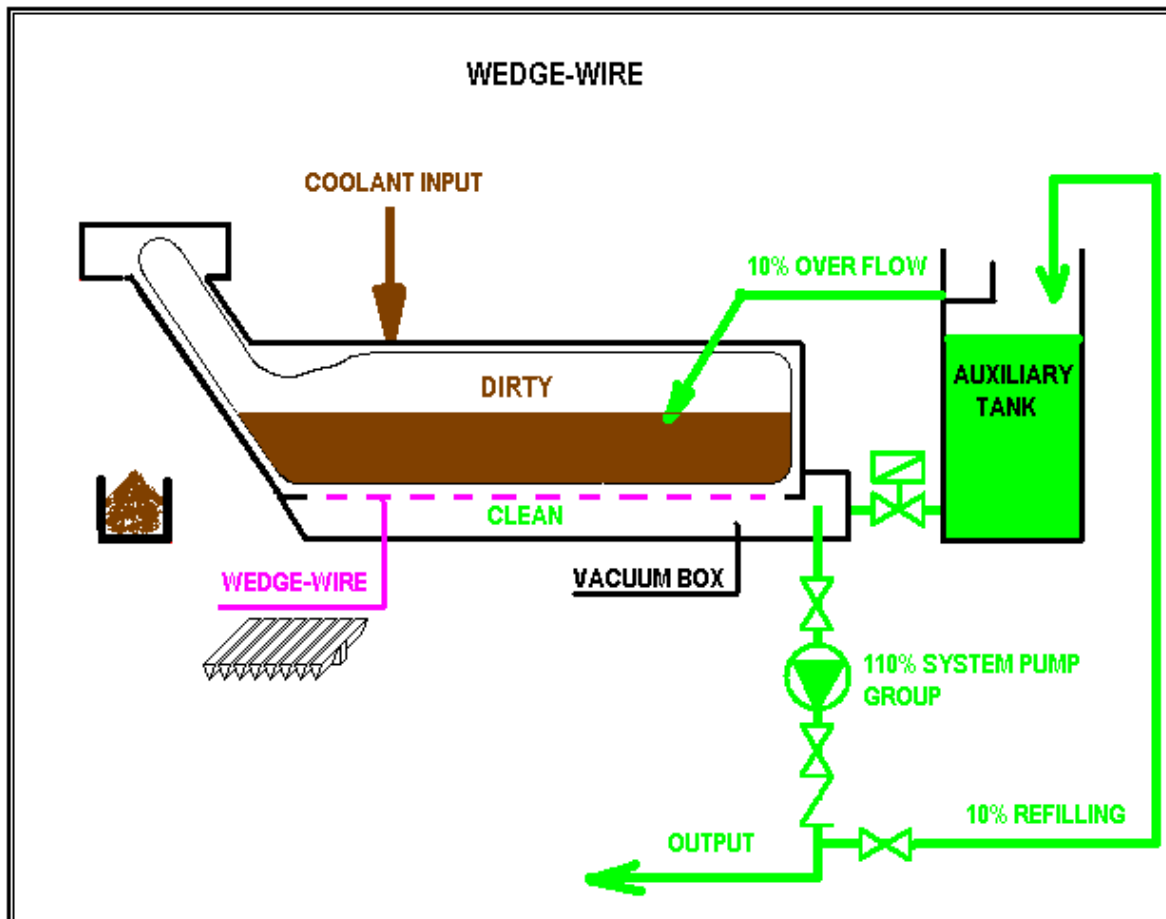 WEDGE-WIRE
COOLANT INPUT
10% OVER FLOW
DIRTY
AUXILIARY
TANK
CLEAN
WEDGE-WIRE
VACUUM BOX
110% SYSTEM PUMP
GROUP
10% REFILLING
OUTPUT